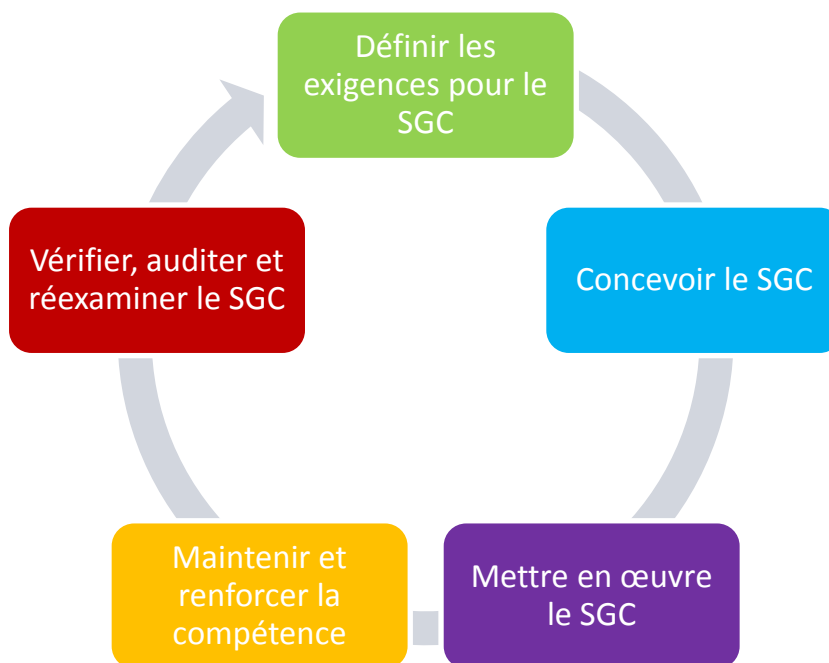 Définir les
exigences pour le
SGC
Concevoir le SGC
Mettre en œuvre
le SGC
Maintenir et
renforcer la
compétence
Vérifier, auditer et
réexaminer le SGC